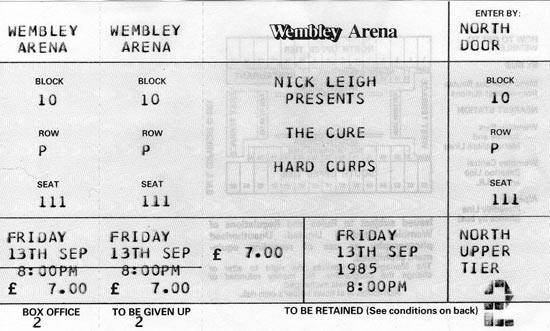 WEMBLEY
ARENA
BLOCK
10
ROW
P
SEAT
111
FRIDAY
13TH SEP
8:00PM
£ 7.00
BOX OFFICE
2
WEMBLEY
ARENA
BLOCK
10
ROW
P
SEAT
111
FRIDAY
13TH SEP
8:00PM
£ 7.00
TO BE GIVEN UP
2
Wembley Arena
NICK LEIGH
PRESENTS
THE CURE
HARD CORPS
£ 7.00
FRIDAY
13TH SEP
1985
8:00PM
TO BE RETAINED (See conditions on back)
ENTER BY:
NORTH
DOOR
BLOCK
10
ROW
P
SEAT
111
NORTH
UPPER
TIER
2